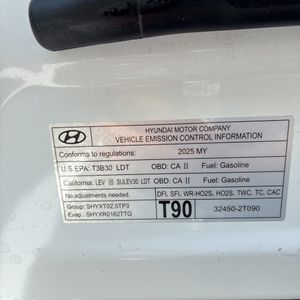 HYUNDAI MOTOR COMPANY
VEHICLE EMISSION CONTROL INFORMATION
Conforms to regulations: 2025 MY
U.S EPA: T3B30 LDT OBD: CA II Fuel: Gasoline
California: LEV III SULEV30 LDT OBD: CA II Fuel: Gasoline
No adjustments needed. DFI, SFI, WR-HO2S, HO2S, TWC, TC, CAC
Group: SHYXT02.5TP3
Evap: SHYXR0162TTG
T90 32450-2T090